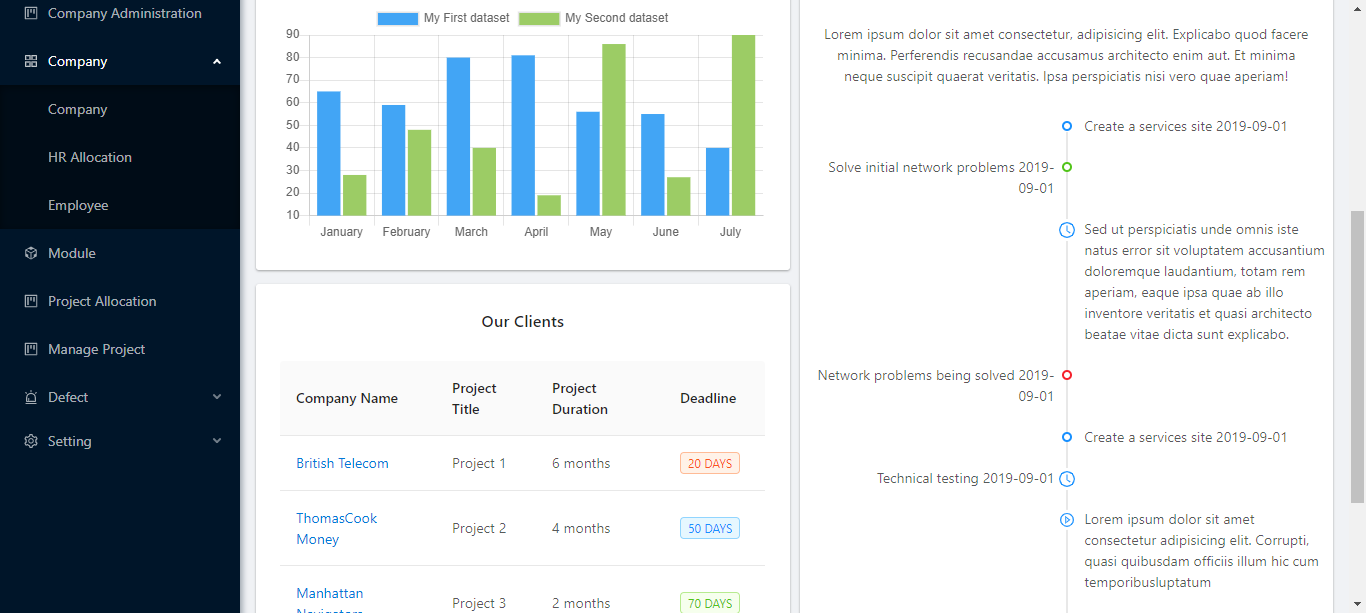 Company Administration
Company
Company
HR Allocation
Employee
Module
Project Allocation
Manage Project
Defect
Setting
My First dataset My Second dataset
90
80
70
60
50
40
30
20
10
January February March April May June July
Our Clients
Company Name Project Title Project Duration Deadline
British Telecom Project 1 6 months 20 DAYS
ThomasCook Money Project 2 4 months 50 DAYS
Manhattan Project 3 2 months 70 DAYS
Lorem ipsum dolor sit amet consectetur, adipisicing elit. Explicabo quod facere
minima. Perferendis recusandae accusamus architecto enim aut. Et minima
neque suscipit quaerat veritatis. Ipsa perspiciatis nisi vero quae aperiam!
Create a services site 2019-09-01
Solve initial network problems 2019-
09-01
Sed ut perspiciatis unde omnis iste
natus error sit voluptatem accusantium
doloremque laudantium, totam rem
aperiam, eaque ipsa quae ab illo
inventore veritatis et quasi architecto
beatae vitae dicta sunt explicabo.
Network problems being solved 2019-
09-01
Create a services site 2019-09-01
Technical testing 2019-09-01
Lorem ipsum dolor sit amet
consectetur adipisicing elit. Corrupti,
quasi quibusdam officiis illum hic cum
temporibusluptatum